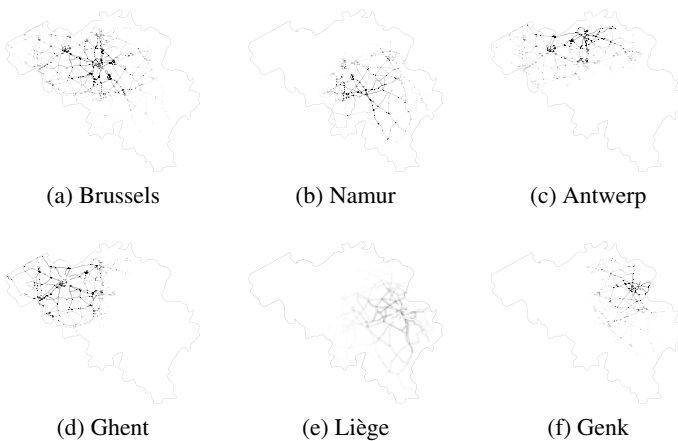 (a) Brussels
(b) Namur
(c) Antwerp
(d) Ghent
(e) Liège
(f) Genk